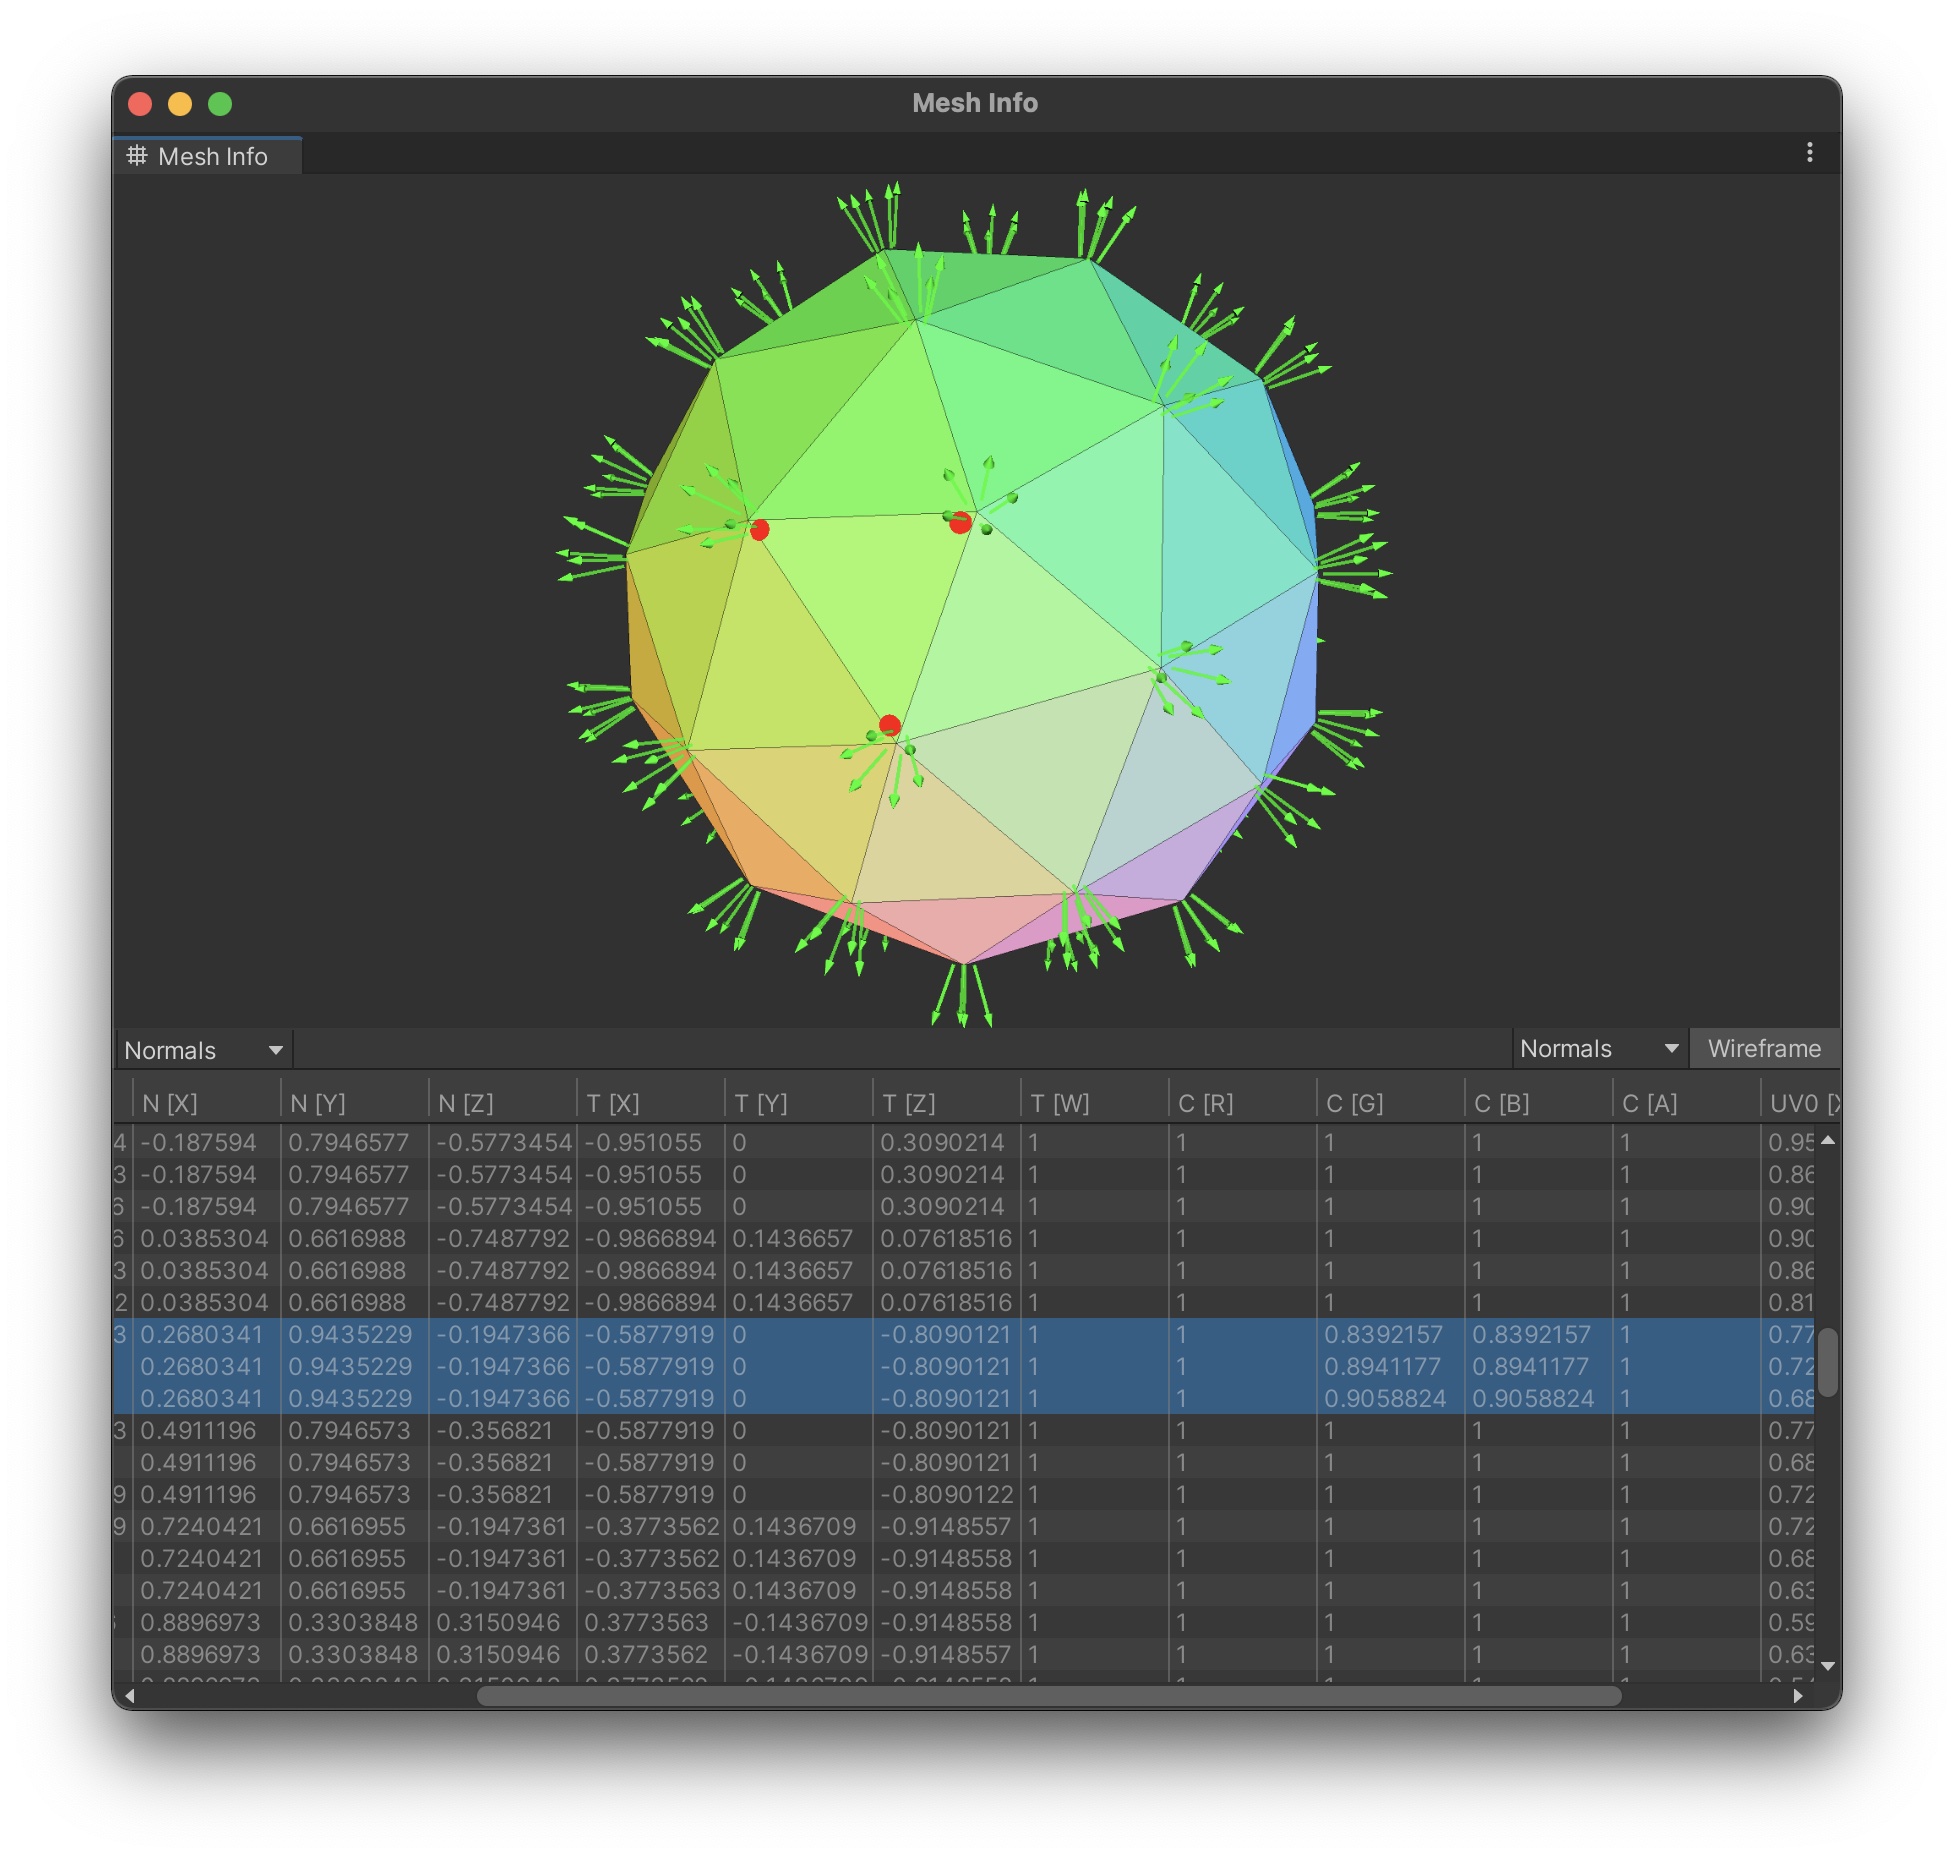 Mesh Info
Mesh Info
Normals Normals Wireframe
N [X] N [Y] N [Z] T [X] T [Y] T [Z] T [W] C [R] C [G] C [B] C [A] UV0 [X
4 -0.187594 0.7946577 -0.5773454 -0.951055 0 0.3090214 1 1 1 1 1 0.95
3 -0.187594 0.7946577 -0.5773454 -0.951055 0 0.3090214 1 1 1 1 1 0.86
6 -0.187594 0.7946577 -0.5773454 -0.951055 0 0.3090214 1 1 1 1 1 0.90
6 0.0385304 0.6616988 -0.7487792 -0.9866894 0.1436657 0.07618516 1 1 1 1 1 0.90
3 0.0385304 0.6616988 -0.7487792 -0.9866894 0.1436657 0.07618516 1 1 1 1 1 0.86
2 0.0385304 0.6616988 -0.7487792 -0.9866894 0.1436657 0.07618516 1 1 1 1 1 0.81
3 0.2680341 0.9435229 -0.1947366 -0.5877919 0 -0.8090121 1 1 0.8392157 0.8392157 1 0.77
0.2680341 0.9435229 -0.1947366 -0.5877919 0 -0.8090121 1 1 0.8941177 0.8941177 1 0.72
0.2680341 0.9435229 -0.1947366 -0.5877919 0 -0.8090121 1 1 0.9058824 0.9058824 1 0.68
3 0.4911196 0.7946573 -0.356821 -0.5877919 0 -0.8090121 1 1 1 1 1 0.77
0.4911196 0.7946573 -0.356821 -0.5877919 0 -0.8090121 1 1 1 1 1 0.68
9 0.4911196 0.7946573 -0.356821 -0.5877919 0 -0.8090122 1 1 1 1 1 0.72
9 0.7240421 0.6616955 -0.1947361 -0.3773562 0.1436709 -0.9148557 1 1 1 1 1 0.72
0.7240421 0.6616955 -0.1947361 -0.3773562 0.1436709 -0.9148558 1 1 1 1 1 0.68
0.7240421 0.6616955 -0.1947361 -0.3773563 0.1436709 -0.9148558 1 1 1 1 1 0.63
0.8896973 0.3303848 0.3150946 0.3773563 -0.1436709 -0.9148558 1 1 1 1 1 0.59
0.8896973 0.3303848 0.3150946 0.3773562 -0.1436709 -0.9148557 1 1 1 1 1 0.63